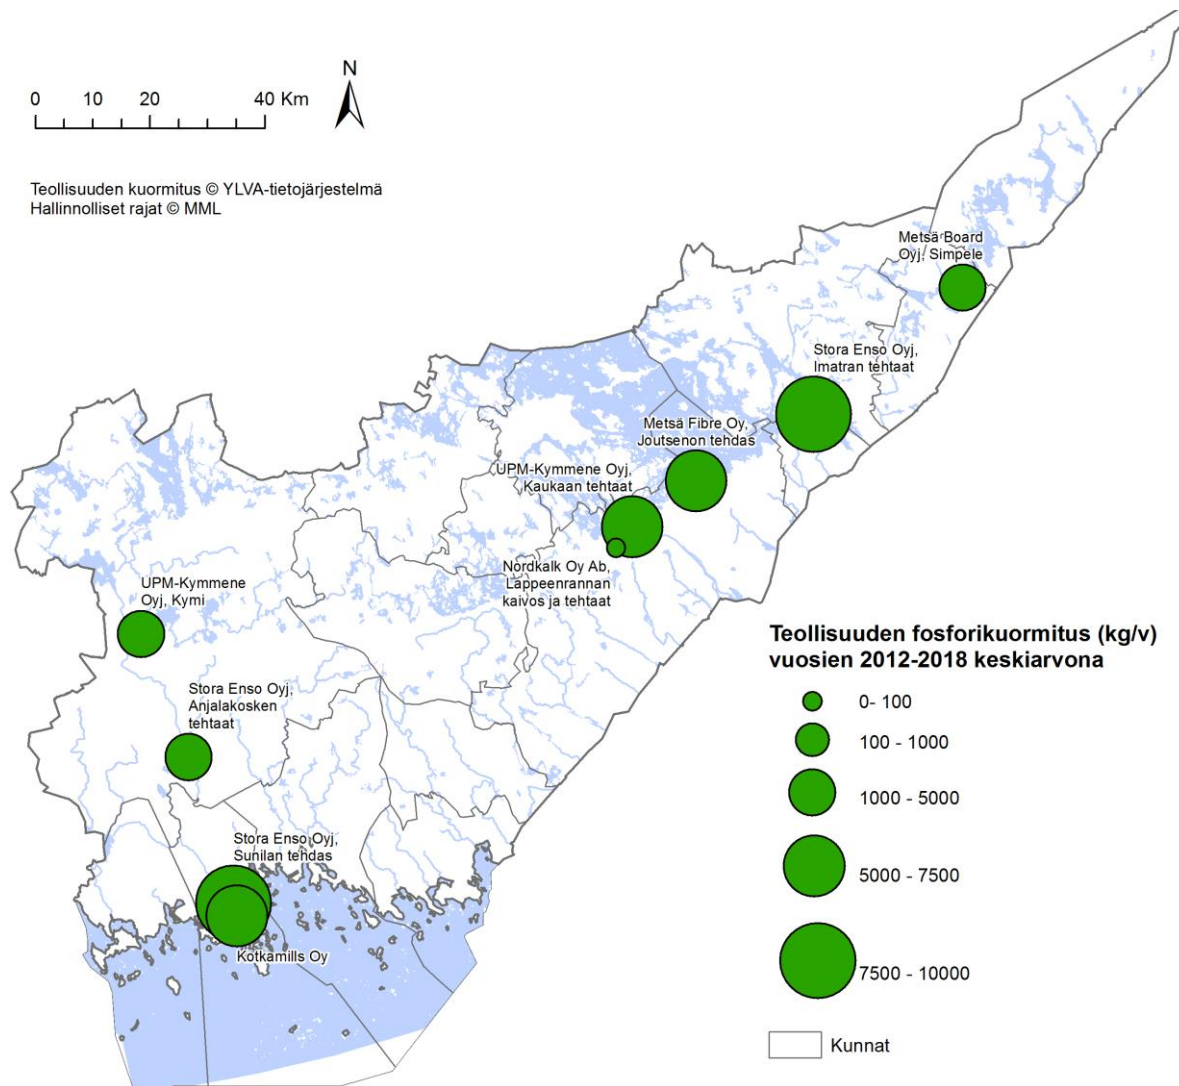 N
0 10 20 40 Km
Teollisuuden kuormitus © YLVA-tietojärjestelmä
Hallinnolliset rajat © MML
Metsä Board
Oyj, Simpele
Stora Enso Oyj,
Imatran tehtaat
Metsä Fibre Oy,
Joutsenon tehdas
UPM-Kymmene Oyj,
Kaukaan tehtaat
Nordkalk Oy Ab,
Lappeenrannan
kaivos ja tehtaat
UPM-Kymmene
Oyj, Kymi
Stora Enso Oyj,
Anjalakosken
tehtaat
Stora Enso Oyj,
Sunilan tehdas
Kotkamills Oy
Teollisuuden fosforikuormitus (kg/v)
vuosien 2012-2018 keskiarvona
0- 100
100 - 1000
1000 - 5000
5000 - 7500
7500 - 10000
Kunnat